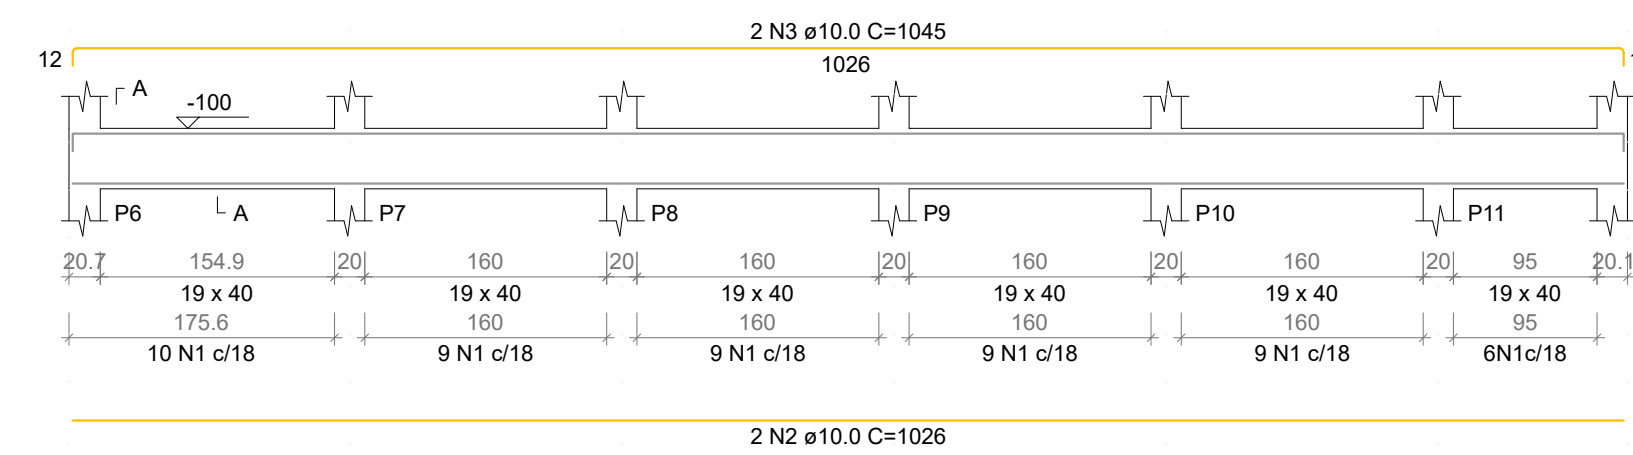 2 N3 ø10.0 C=1045
12
1026
A
-100
P6
A
P7
P8
P9
P10
P11
20.7 154.9 20 160 20 160 20 160 20 160 20 95 20.1
19 x 40 19 x 40 19 x 40 19 x 40 19 x 40 19 x 40
175.6 160 160 160 160 95
10 N1 c/18 9 N1 c/18 9 N1 c/18 9 N1 c/18 9 N1 c/18 6N1c/18
2 N2 ø10.0 C=1026